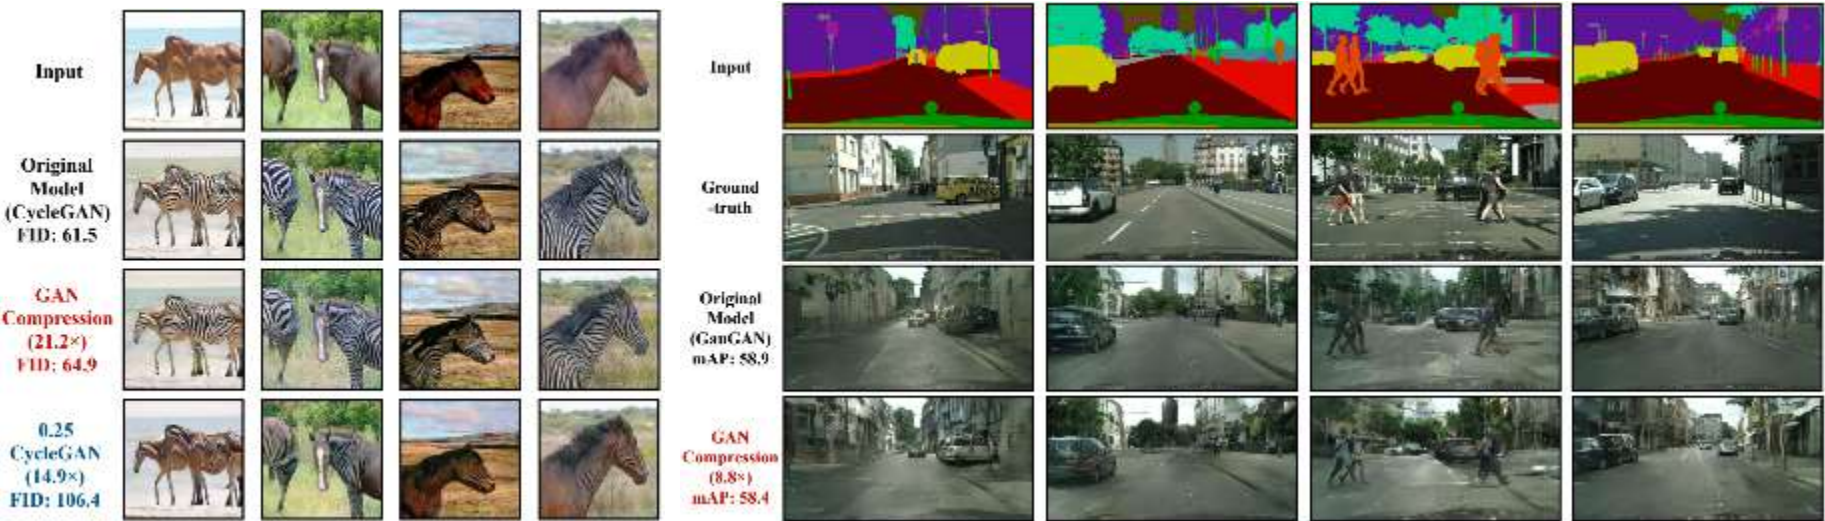 Input
Original
Model
(CycleGAN)
FID: 61.5
GAN
Compression
(21.2×)
FID: 64.9
0.25
CycleGAN
(14.9×)
FID: 106.4
Input
Ground
-truth
Original
Model
(GauGAN)
mAP: 58.9
GAN
Compression
(8.8×)
mAP: 58.4